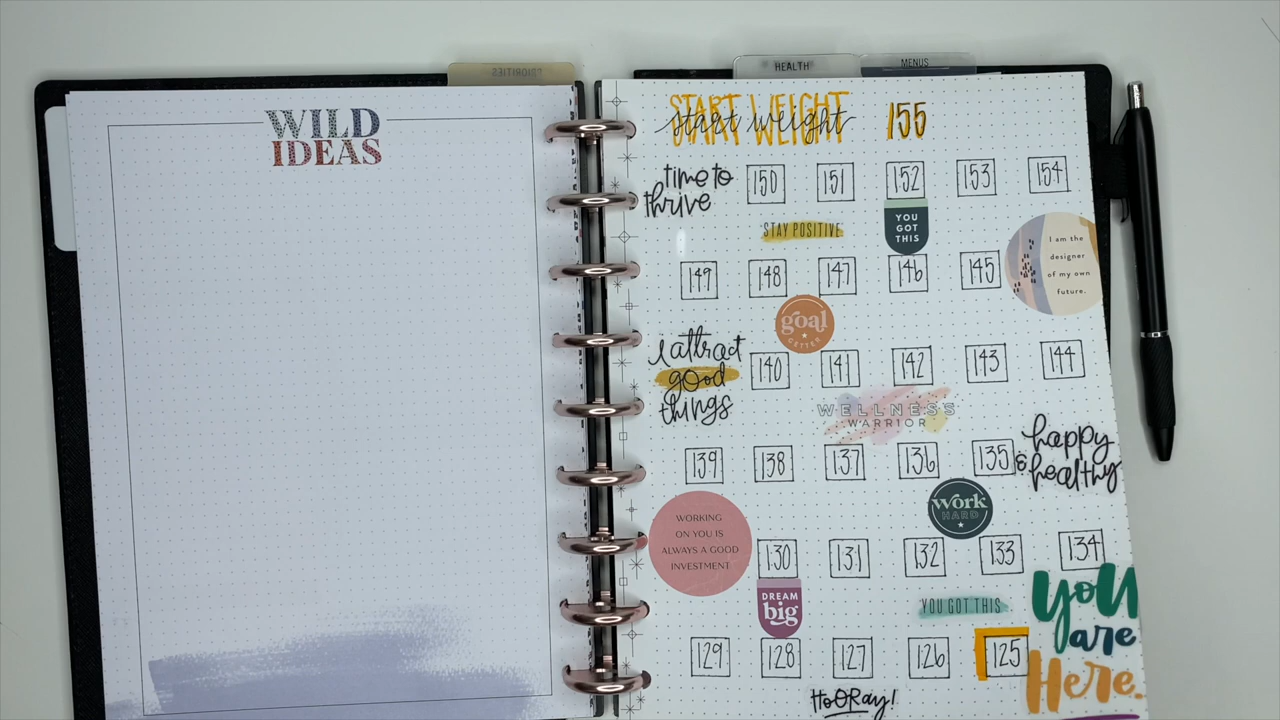 PRIORITIES
HEALTH
MENUS
WILD
IDEAS
START WEIGHT 155
start weight
time to
thrive
150 151 152 153 154
STAY POSITIVE
YOU
GOT
THIS
I am the
designer
of my own
future.
149 148 147 146 145
goal
GETTER
I attract
good
things
140 141 142 143 144
WELLNESS
WARRIOR
139 138 137 136 135
happy
& healthy
work
HARD
WORKING
ON YOU IS
ALWAYS A GOOD
INVESTMENT
130 131 132 133 134
DREAM
big
YOU GOT THIS
you
are
Here.
129 128 127 126 125
HOORAY!